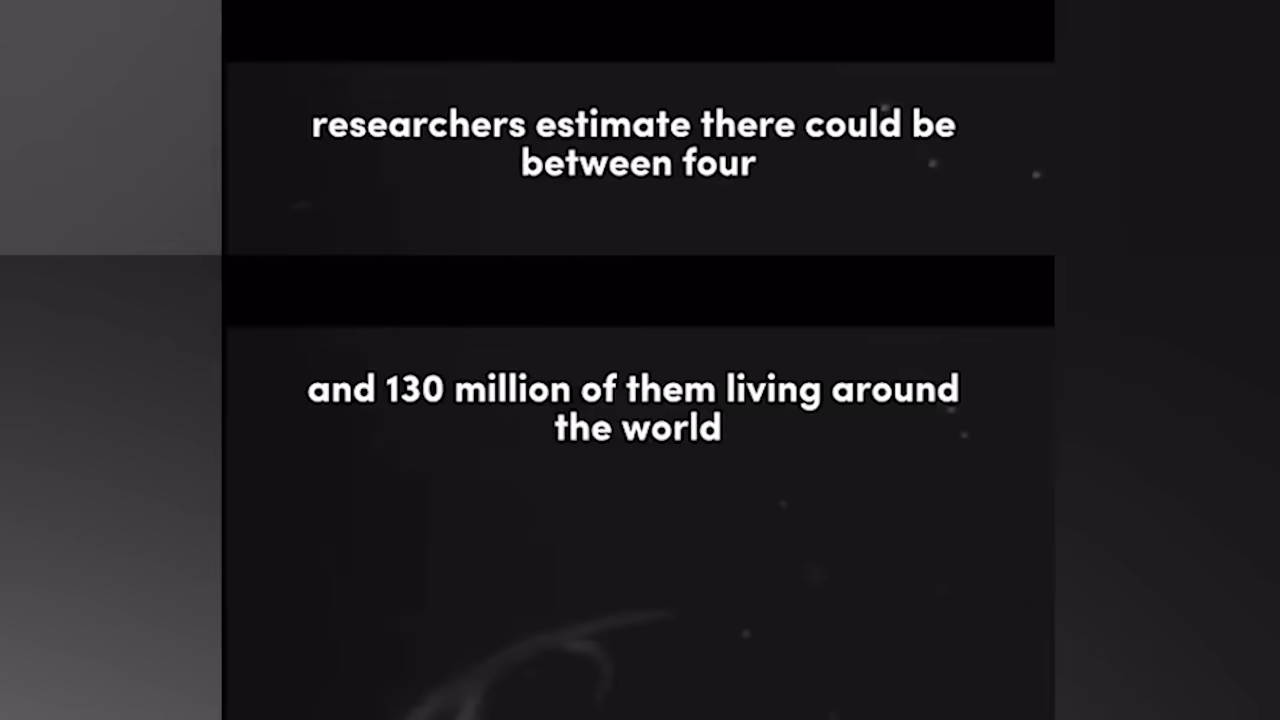 researchers estimate there could be
between four
and 130 million of them living around
the world